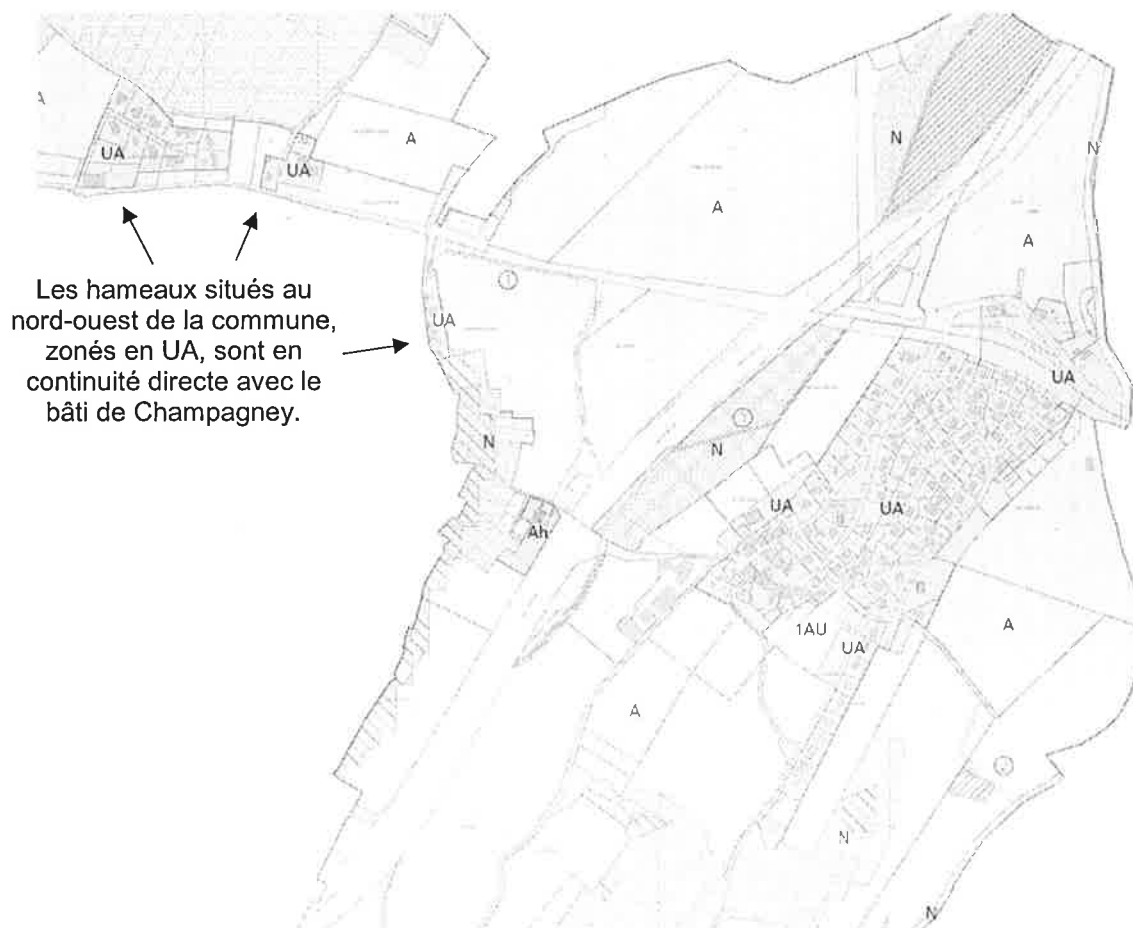 N
A
A
N
UA
UA
A
A
Les hameaux situés au
nord-ouest de la commune,
zonés en UA, sont en
continuité directe avec le
bâti de Champagney.
1
UA
UA
N
N
UA
UA
Ah
1AU
UA
A
A
N
N